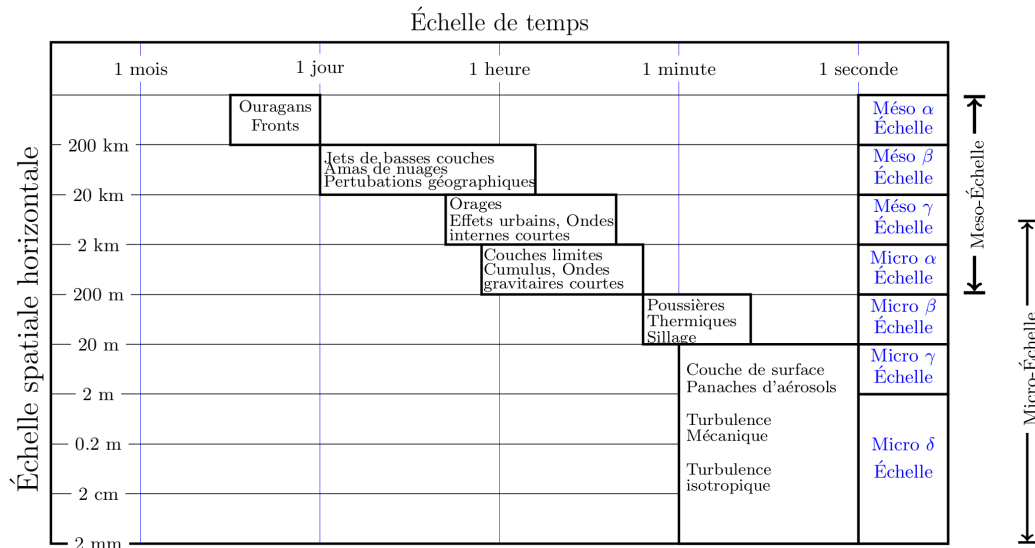 Échelle de temps
1 mois
1 jour
1 heure
1 minute
1 seconde
Échelle spatiale horizontale
Ouragans
Fronts
Méso α
Échelle
200 km
Jets de basses couches
Amas de nuages
Pertubations géographiques
Méso β
Échelle
20 km
Orages
Effets urbains, Ondes
internes courtes
Méso γ
Échelle
2 km
Couches limites
Cumulus, Ondes
gravitaires courtes
Micro α
Échelle
200 m
Poussières
Thermiques
Sillage
Micro β
Échelle
20 m
Couche de surface
Panaches d'aérosols
Micro γ
Échelle
2 m
Turbulence
Mécanique
0.2 m
Turbulence
isotropique
Micro δ
Échelle
2 cm
2 mm
Meso-Échelle
Micro-Échelle